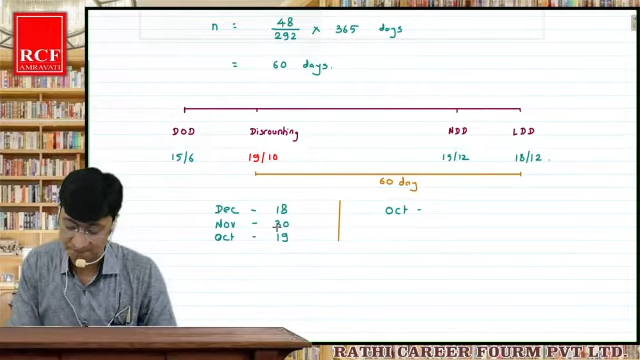 RCF
AMRAVATI
n = 48/292 × 365 days
= 60 days.
DOD Discounting NDD LDD
15/6 19/10 15/12 18/12.
60 day
Dec - 18
Nov - 30
Oct - 19
Oct -
RATHI CAREER FOURM PVT LTD.